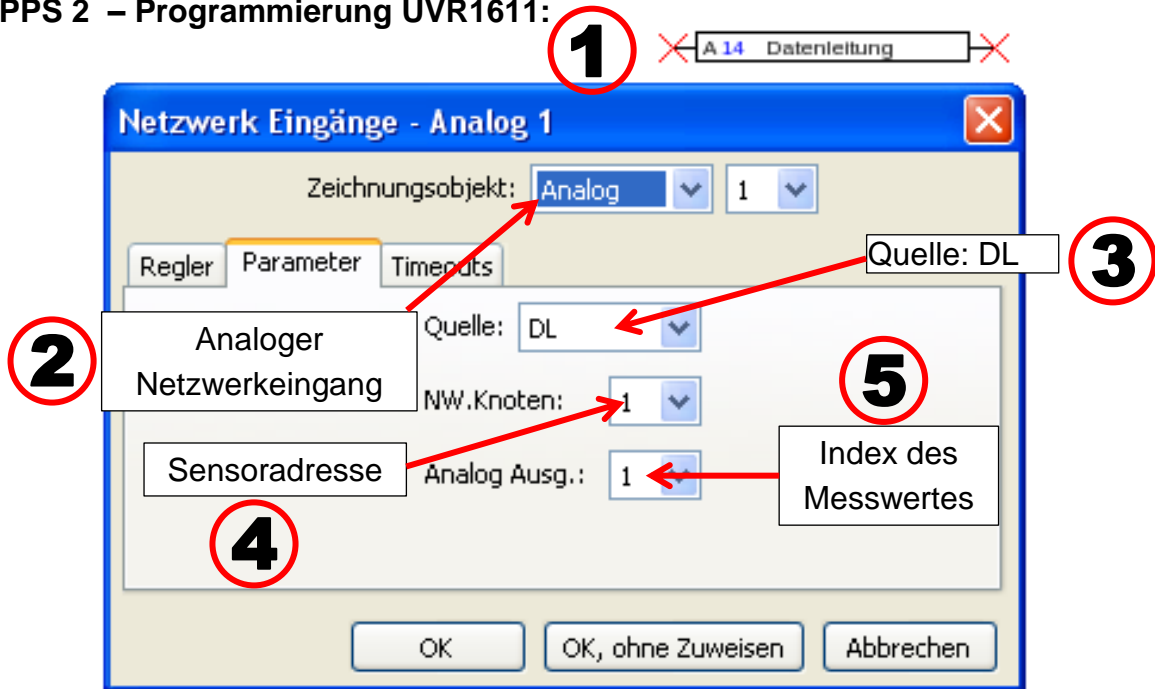 TAPPS 2 – Programmierung UVR1611:
1
A 14 Datenleitung
Netzwerk Eingänge - Analog 1
Zeichnungsobjekt: Analog 1
Regler Parameter Timeouts
Quelle: DL
3
2
Analoger
Netzwerkeingang
Quelle: DL
NW.Knoten: 1
5
Sensoradresse
Analog Ausg.: 1
Index des
Messwertes
4
OK
OK, ohne Zuweisen
Abbrechen